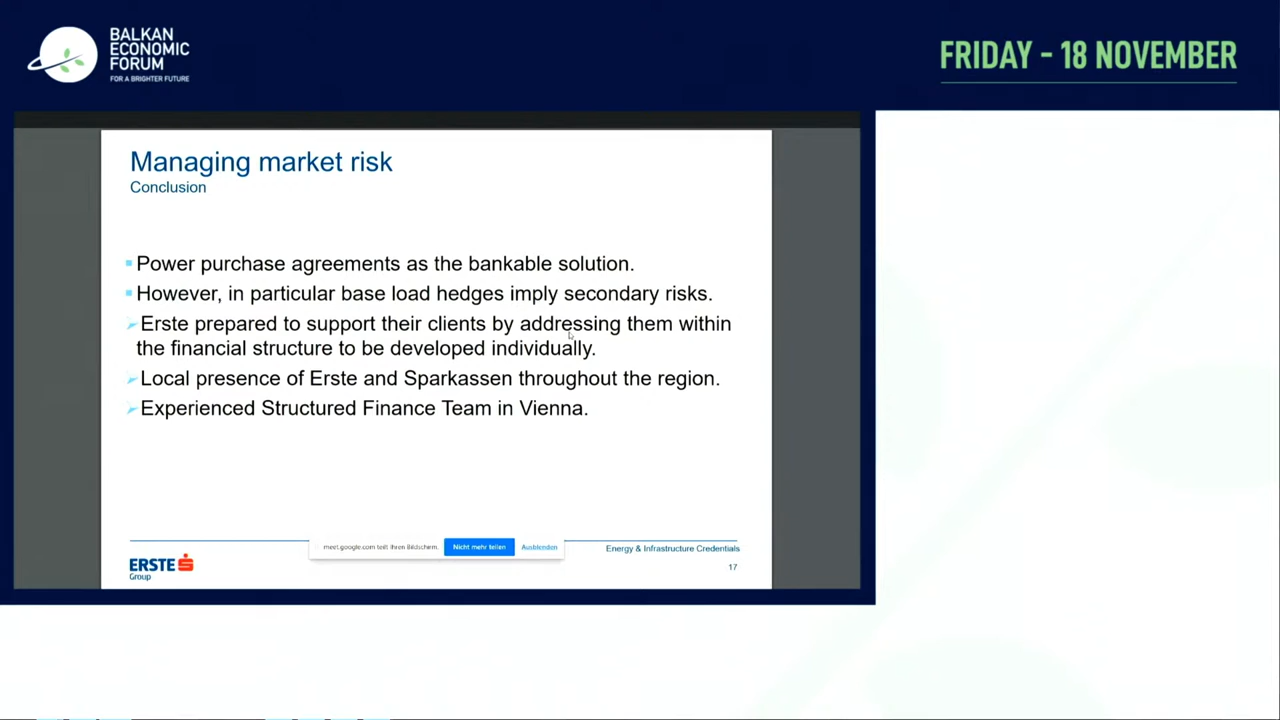 BALKAN
ECONOMIC
FORUM
FOR A BRIGHTER FUTURE
FRIDAY - 18 NOVEMBER
Managing market risk
Conclusion
Power purchase agreements as the bankable solution.
However, in particular base load hedges imply secondary risks.
Erste prepared to support their clients by addressing them within
the financial structure to be developed individually.
Local presence of Erste and Sparkassen throughout the region.
Experienced Structured Finance Team in Vienna.
meet.google.com teilt Ihren Bildschirm. Nicht mehr teilen Ausblenden
Energy & Infrastructure Credentials
ERSTE
Group
17